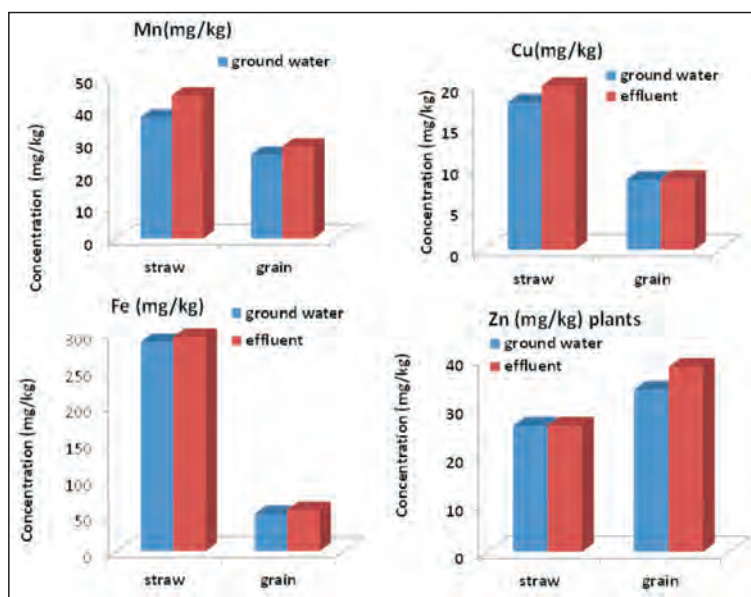 Mn(mg/kg)
ground water
Concentration (mg/kg)
50
40
30
20
10
0
straw grain
Cu(mg/kg)
ground water
effluent
Concentration (mg/kg)
20
15
10
5
0
straw grain
Fe (mg/kg)
ground water
effluent
Concentration (mg/kg)
300
250
200
150
100
50
0
straw grain
Zn (mg/kg) plants
ground water
effluent
Concentration (mg/kg)
40
30
20
10
0
straw grain